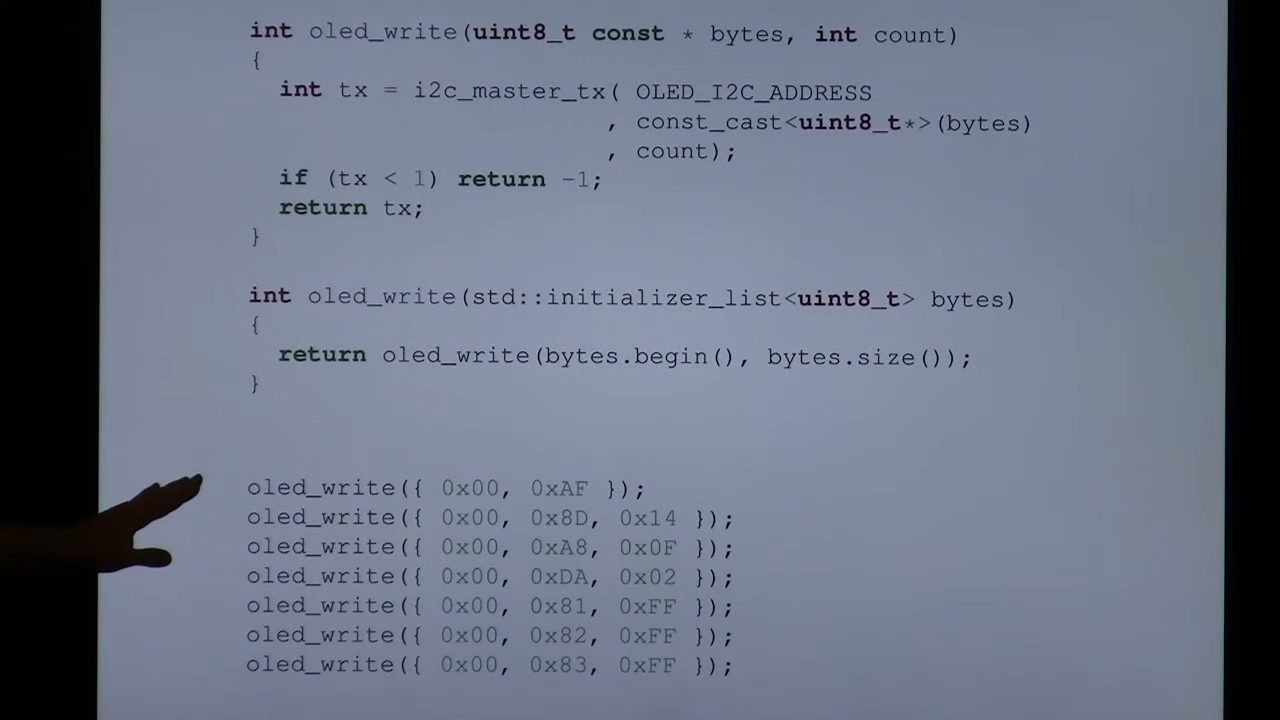 int oled_write(uint8_t const * bytes, int count)
{
int tx = i2c_master_tx( OLED_I2C_ADDRESS
, const_cast<uint8_t*>(bytes)
, count);
if (tx < 1) return -1;
return tx;
}
int oled_write(std::initializer_list<uint8_t> bytes)
{
return oled_write(bytes.begin(), bytes.size());
}
oled_write({ 0x00, 0xAF });
oled_write({ 0x00, 0x8D, 0x14 });
oled_write({ 0x00, 0xA8, 0x0F });
oled_write({ 0x00, 0xDA, 0x02 });
oled_write({ 0x00, 0x81, 0xFF });
oled_write({ 0x00, 0x82, 0xFF });
oled_write({ 0x00, 0x83, 0xFF });